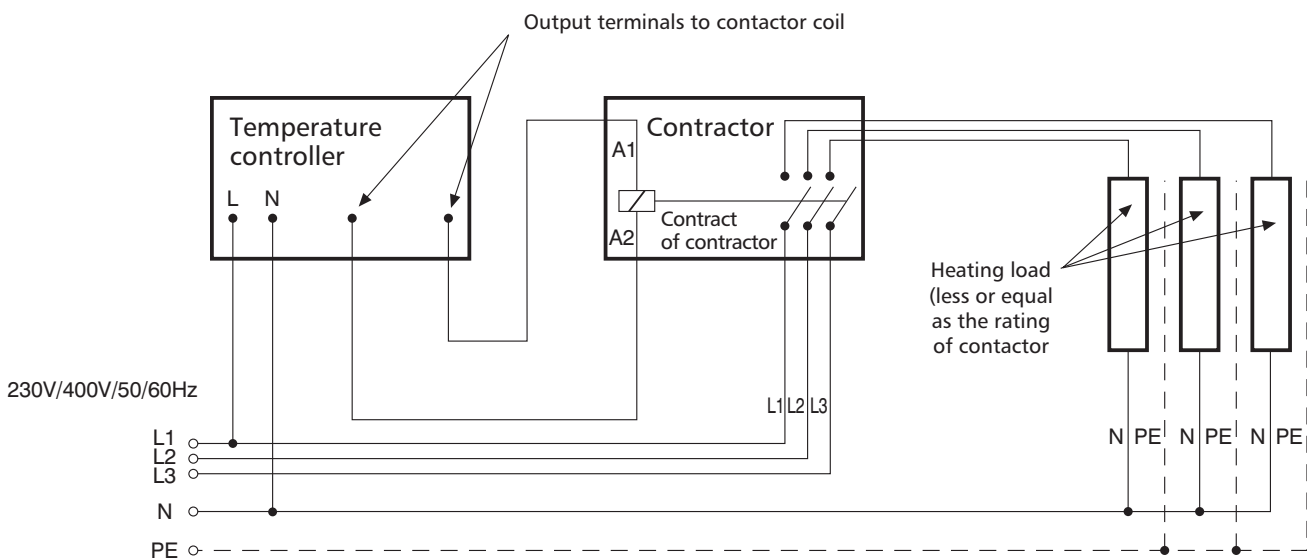 Output terminals to contactor coil
Temperature
controller
L N
Contractor
A1
A2
Contract
of contractor
Heating load
(less or equal
as the rating
of contactor
230V/400V/50/60Hz
L1 L2 L3
L1
L2
L3
N PE N PE N PE
N
PE